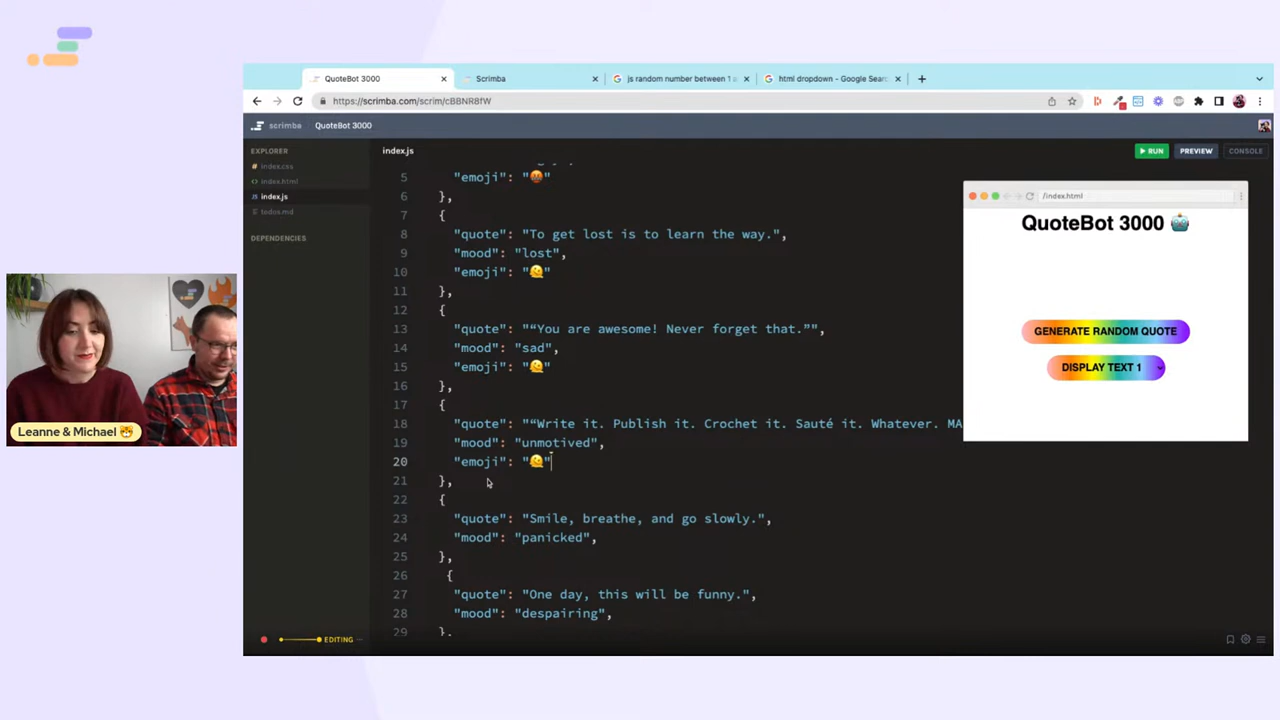 QuoteBot 3000
Scrimba
js random number between 1 a
html dropdown - Google Searc
https://scrimba.com/scrim/cBBNR8fW
scrimba QuoteBot 3000
EXPLORER
index.css
index.html
index.js
todos.md
DEPENDENCIES
index.js
RUN
PREVIEW
CONSOLE
5 "emoji": "🤬"
6 },
7 {
8 "quote": "To get lost is to learn the way.",
9 "mood": "lost",
10 "emoji": "🫠"
11 },
12 {
13 "quote": "“You are awesome! Never forget that.”",
14 "mood": "sad",
15 "emoji": "🫠"
16 },
17 {
18 "quote": "“Write it. Publish it. Crochet it. Sauté it. Whatever. MA
19 "mood": "unmotived",
20 "emoji": "🫠"
21 },
22 {
23 "quote": "Smile, breathe, and go slowly.",
24 "mood": "panicked",
25 },
26 {
27 "quote": "One day, this will be funny.",
28 "mood": "despairing",
29 },
/index.html
QuoteBot 3000 🤖
GENERATE RANDOM QUOTE
DISPLAY TEXT 1
Leanne & Michael 🐯
EDITING